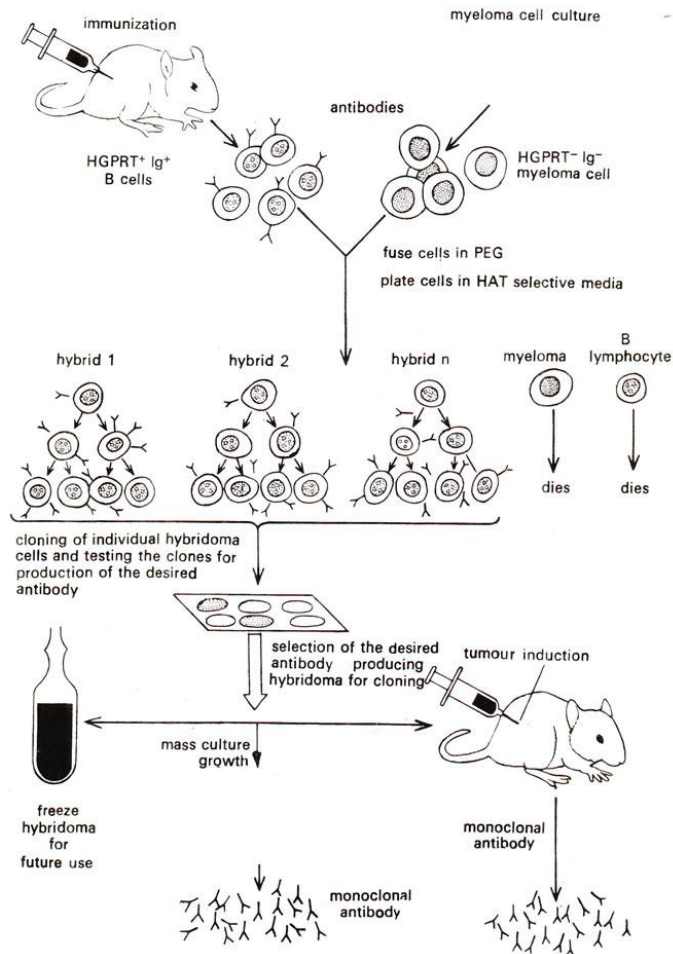 immunization
myeloma cell culture
antibodies
HGPRT⁺ Ig⁺
B cells
HGPRT⁻ Ig⁻
myeloma cell
fuse cells in PEG
plate cells in HAT selective media
hybrid 1
hybrid 2
hybrid n
myeloma
B
lymphocyte
dies
dies
cloning of individual hybridoma
cells and testing the clones for
production of the desired
antibody
selection of the desired
antibody producing
hybridoma for cloning
tumour induction
mass culture
growth
freeze
hybridoma
for
future use
monoclonal
antibody
monoclonal
antibody